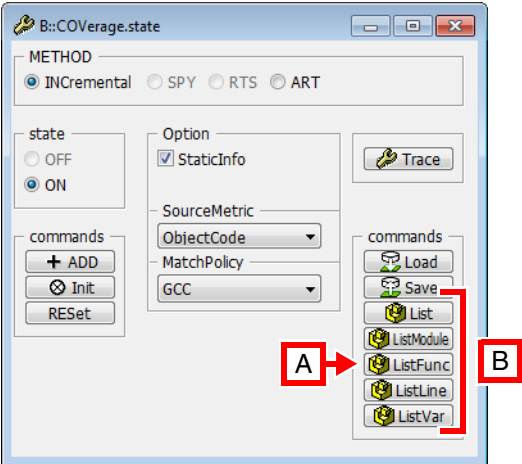 B::COVerage.state
METHOD
INCremental SPY RTS ART
state
OFF
ON
Option
StaticInfo
Trace
SourceMetric
ObjectCode
MatchPolicy
GCC
commands
+ ADD
Init
RESet
commands
Load
Save
List
ListModule
ListFunc
ListLine
ListVar
A
B